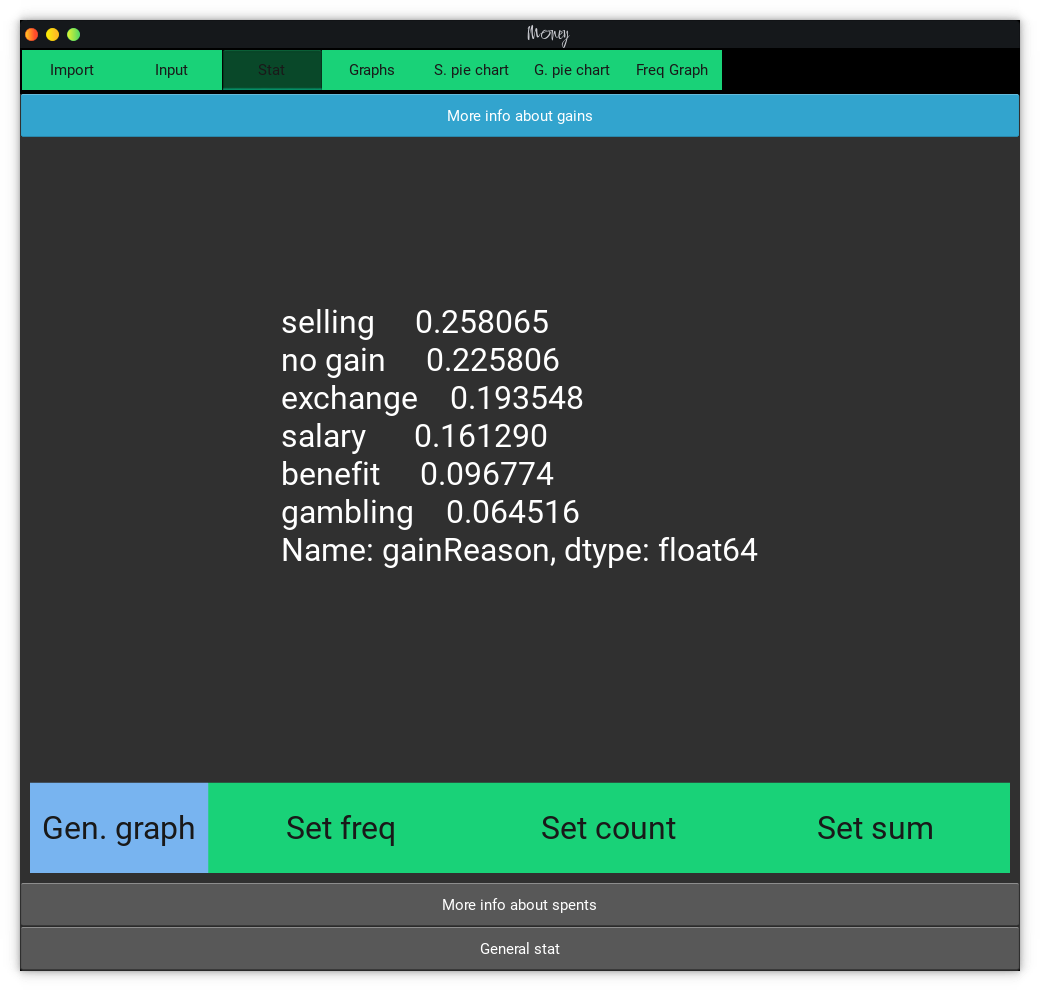 Money
Import Input Stat Graphs S. pie chart G. pie chart Freq Graph
More info about gains
selling 0.258065
no gain 0.225806
exchange 0.193548
salary 0.161290
benefit 0.096774
gambling 0.064516
Name: gainReason, dtype: float64
Gen. graph Set freq Set count Set sum
More info about spents
General stat